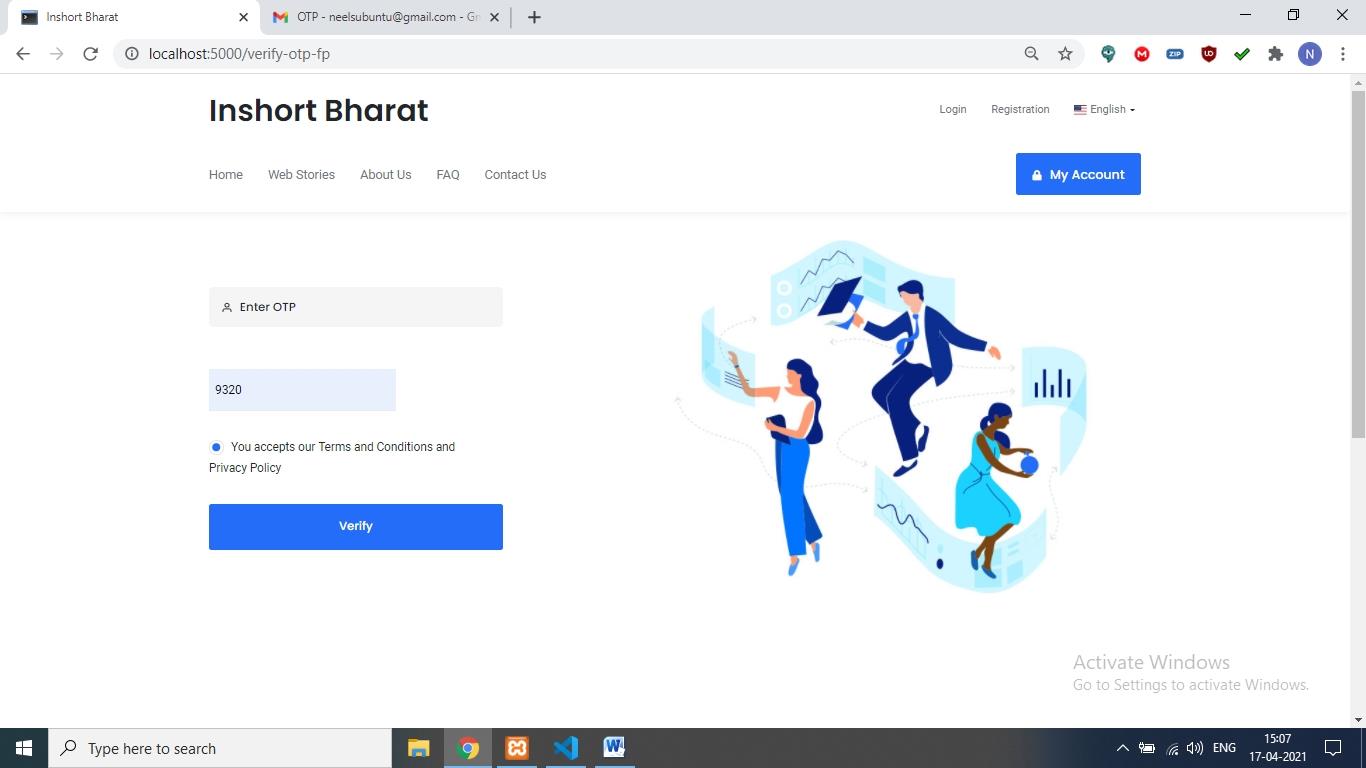 Inshort Bharat
OTP - neelsubuntu@gmail.com - Gm
localhost:5000/verify-otp-fp
ZIP
N
Inshort Bharat
Login Registration English
Home Web Stories About Us FAQ Contact Us
My Account
Enter OTP
9320
You accepts our Terms and Conditions and
Privacy Policy
Verify
Activate Windows
Go to Settings to activate Windows.
Type here to search
ENG
15:07
17-04-2021